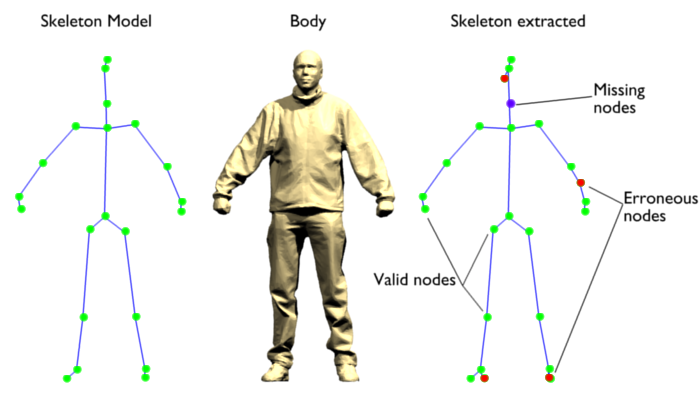 Skeleton Model
Body
Skeleton extracted
Missing
nodes
Erroneous
nodes
Valid nodes